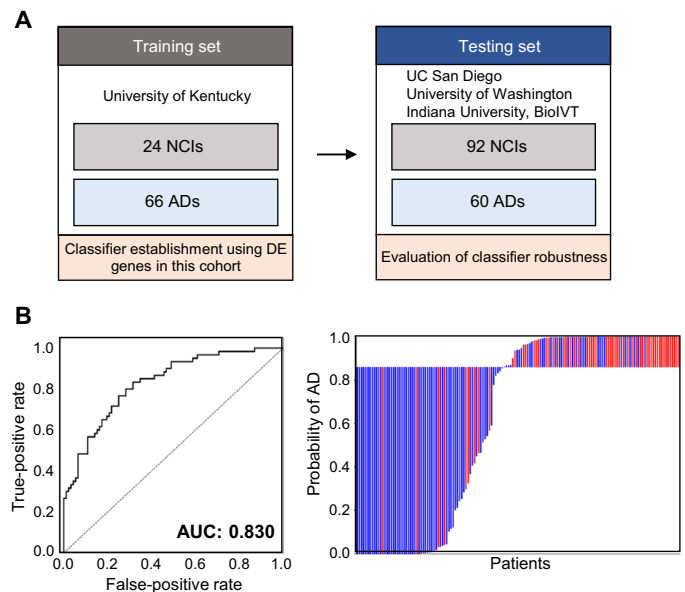 A
Training set
University of Kentucky
24 NCIs
66 ADs
Classifier establishment using DE
genes in this cohort
Testing set
UC San Diego
University of Washington
Indiana University, BioIVT
92 NCIs
60 ADs
Evaluation of classifier robustness
B
True-positive rate
1.0
0.8
0.6
0.4
0.2
0.0
AUC: 0.830
0.0 0.2 0.4 0.6 0.8 1.0
False-positive rate
Probability of AD
1.0
0.8
0.6
0.4
0.2
0.0
Patients